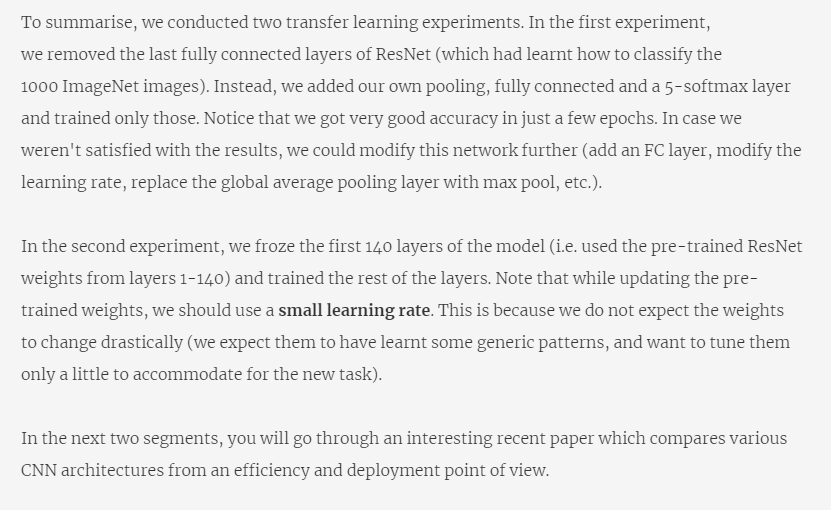 To summarise, we conducted two transfer learning experiments. In the first experiment,
we removed the last fully connected layers of ResNet (which had learnt how to classify the
1000 ImageNet images). Instead, we added our own pooling, fully connected and a 5-softmax layer
and trained only those. Notice that we got very good accuracy in just a few epochs. In case we
weren't satisfied with the results, we could modify this network further (add an FC layer, modify the
learning rate, replace the global average pooling layer with max pool, etc.).
In the second experiment, we froze the first 140 layers of the model (i.e. used the pre-trained ResNet
weights from layers 1-140) and trained the rest of the layers. Note that while updating the pre-
trained weights, we should use a small learning rate. This is because we do not expect the weights
to change drastically (we expect them to have learnt some generic patterns, and want to tune them
only a little to accommodate for the new task).
In the next two segments, you will go through an interesting recent paper which compares various
CNN architectures from an efficiency and deployment point of view.